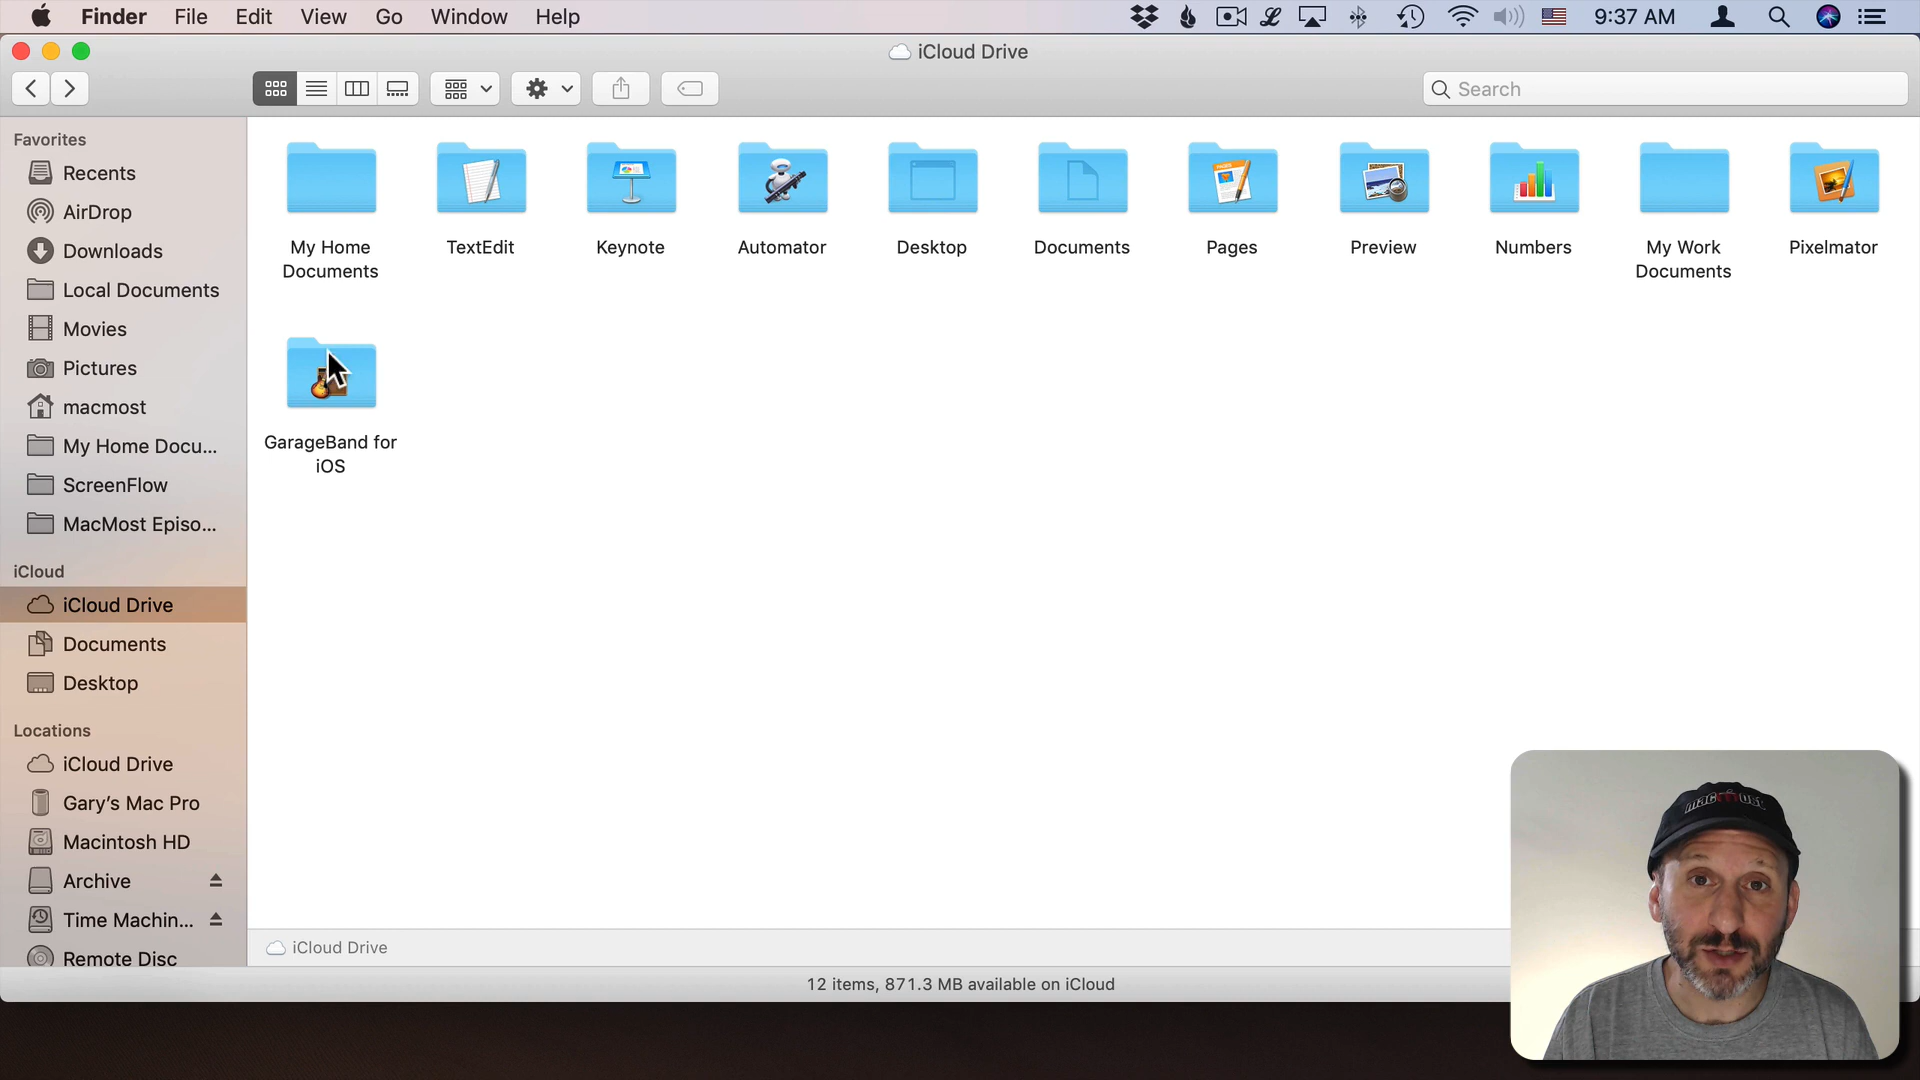 Finder File Edit View Go Window Help 9:37 AM
iCloud Drive
Search
Favorites
Recents
AirDrop
Downloads
Local Documents
Movies
Pictures
macmost
My Home Docu...
ScreenFlow
MacMost Episo...
iCloud
iCloud Drive
Documents
Desktop
Locations
iCloud Drive
Gary's Mac Pro
Macintosh HD
Archive
Time Machin...
Remote Disc
My Home
Documents
TextEdit
Keynote
Automator
Desktop
Documents
Pages
Preview
Numbers
My Work
Documents
Pixelmator
GarageBand for
iOS
iCloud Drive
12 items, 871.3 MB available on iCloud
macmost